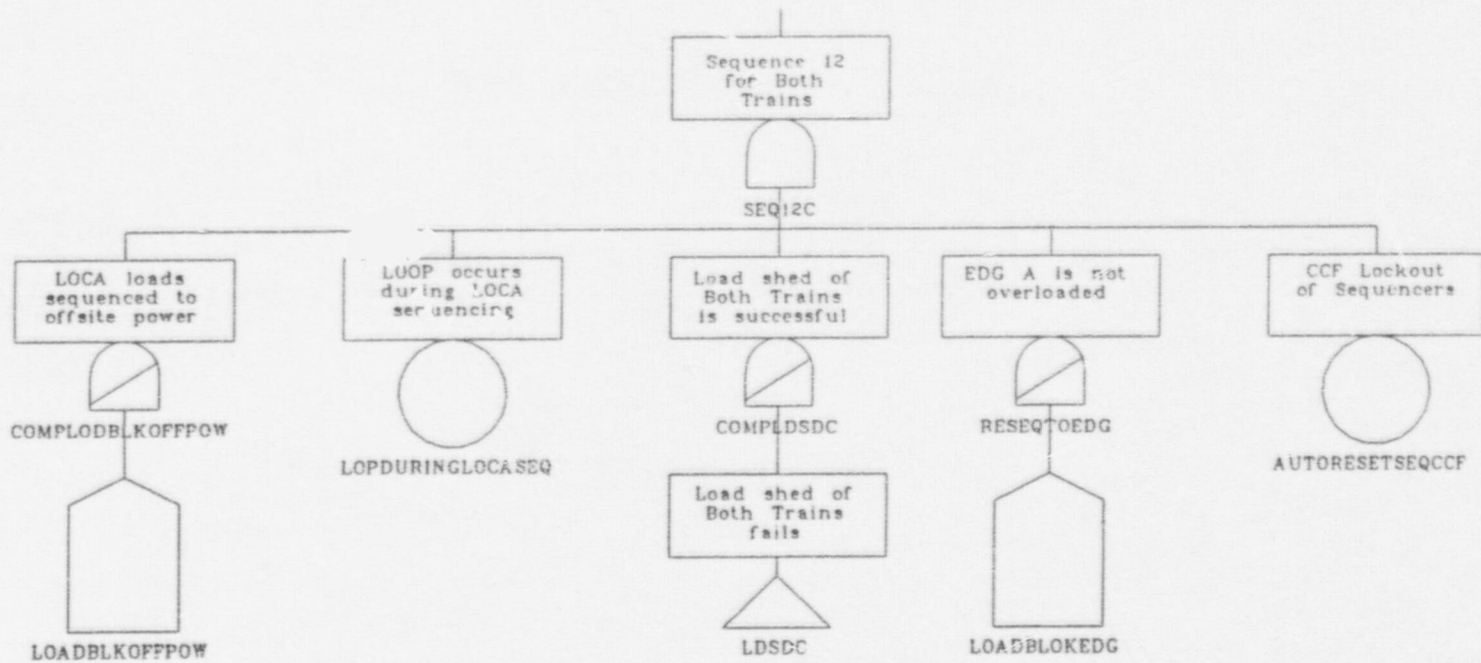 Sequence 12
for Both
Trains
SEQ12C
LOCA loads
sequenced to
offsite power
COMPLODBLKOFFPOW
LOADBLKOFFPOW
LOOP occurs
during LOCA
sequencing
LOPDURINGLOCASEQ
Load shed of
Both Trains
is successful
COMPLDSDC
Load shed of
Both Trains
fails
LDSDC
EDG A is not
overloaded
RESEQTOEDG
LOADBLOKEDG
CCF Lockout
of Sequencers
AUTORESETSEQCCF